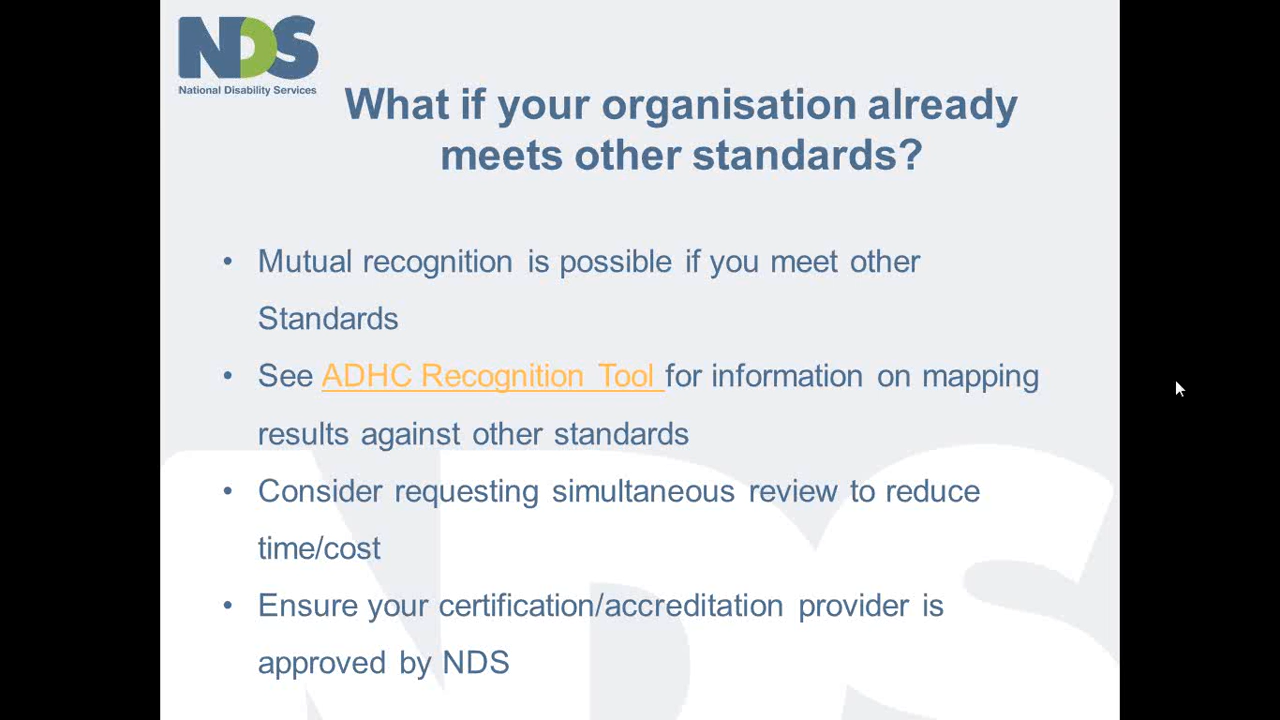 NDS
National Disability Services
What if your organisation already
meets other standards?
• Mutual recognition is possible if you meet other
Standards
• See ADHC Recognition Tool for information on mapping
results against other standards
• Consider requesting simultaneous review to reduce
time/cost
• Ensure your certification/accreditation provider is
approved by NDS